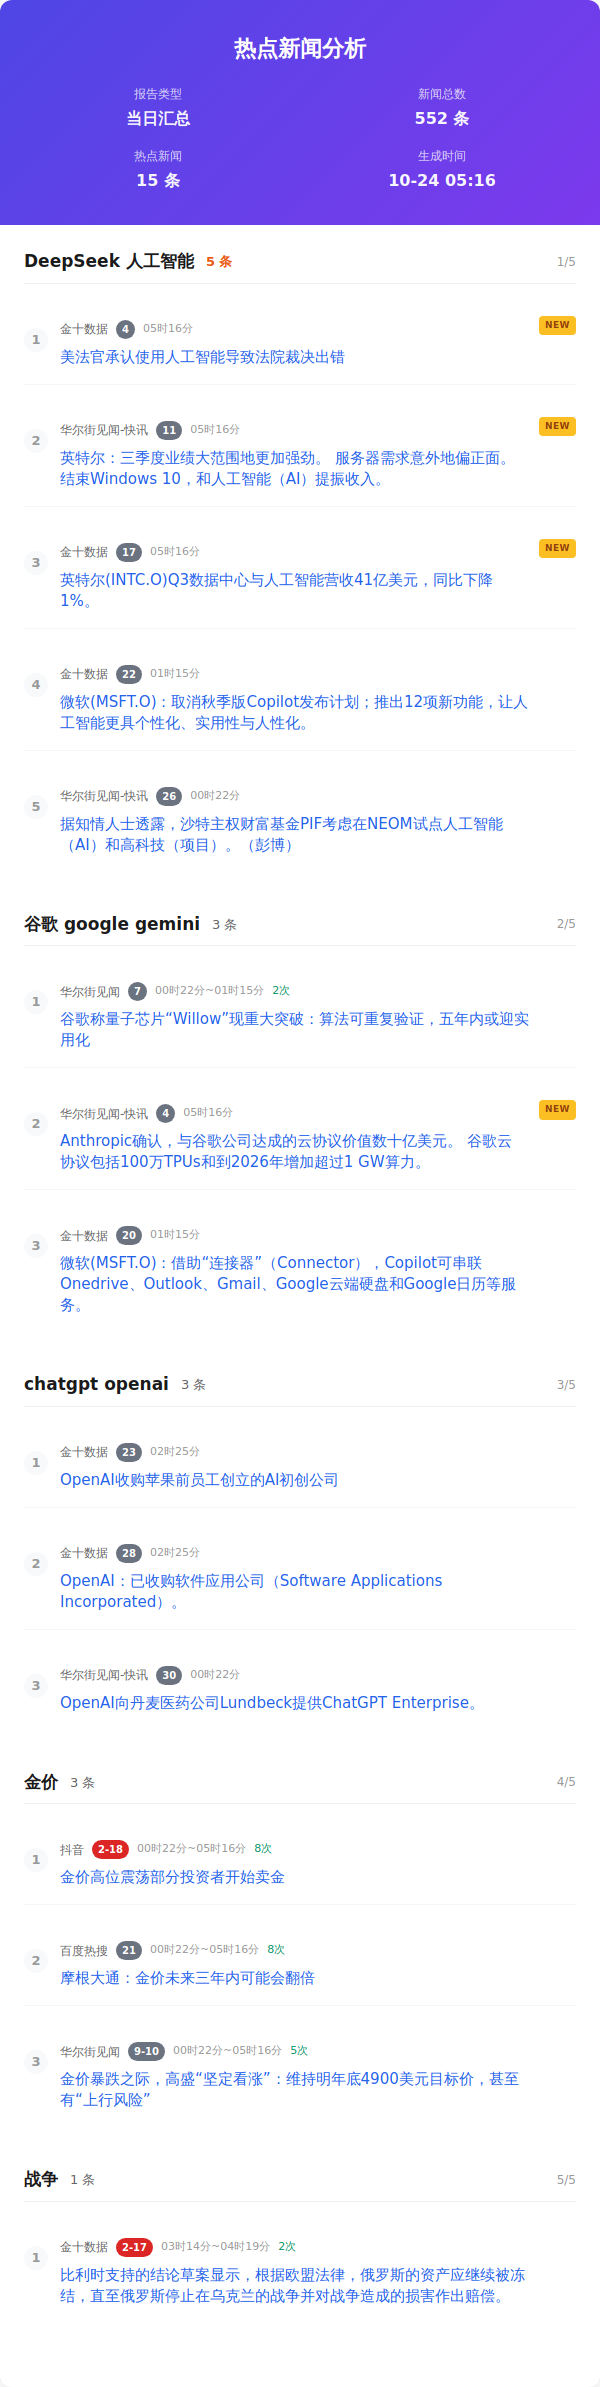 热点新闻分析
报告类型
新闻总数
当日汇总
552 条
热点新闻
生成时间
15 条
10-24 05:16
DeepSeek 人工智能 5 条 1/5
1
金十数据 4 05时16分 NEW
美法官承认使用人工智能导致法院裁决出错
2
华尔街见闻-快讯 11 05时16分 NEW
英特尔：三季度业绩大范围地更加强劲。 服务器需求意外地偏正面。
结束Windows 10，和人工智能（AI）提振收入。
3
金十数据 17 05时16分 NEW
英特尔(INTC.O)Q3数据中心与人工智能营收41亿美元，同比下降
1%。
4
金十数据 22 01时15分
微软(MSFT.O)：取消秋季版Copilot发布计划；推出12项新功能，让人
工智能更具个性化、实用性与人性化。
5
华尔街见闻-快讯 26 00时22分
据知情人士透露，沙特主权财富基金PIF考虑在NEOM试点人工智能
（AI）和高科技（项目）。（彭博）
谷歌 google gemini 3 条 2/5
1
华尔街见闻 7 00时22分~01时15分 2次
谷歌称量子芯片“Willow”现重大突破：算法可重复验证，五年内或迎实
用化
2
华尔街见闻-快讯 4 05时16分 NEW
Anthropic确认，与谷歌公司达成的云协议价值数十亿美元。 谷歌云
协议包括100万TPUs和到2026年增加超过1 GW算力。
3
金十数据 20 01时15分
微软(MSFT.O)：借助“连接器”（Connector），Copilot可串联
Onedrive、Outlook、Gmail、Google云端硬盘和Google日历等服
务。
chatgpt openai 3 条 3/5
1
金十数据 23 02时25分
OpenAI收购苹果前员工创立的AI初创公司
2
金十数据 28 02时25分
OpenAI：已收购软件应用公司（Software Applications
Incorporated）。
3
华尔街见闻-快讯 30 00时22分
OpenAI向丹麦医药公司Lundbeck提供ChatGPT Enterprise。
金价 3 条 4/5
1
抖音 2-18 00时22分~05时16分 8次
金价高位震荡部分投资者开始卖金
2
百度热搜 21 00时22分~05时16分 8次
摩根大通：金价未来三年内可能会翻倍
3
华尔街见闻 9-10 00时22分~05时16分 5次
金价暴跌之际，高盛“坚定看涨”：维持明年底4900美元目标价，甚至
有“上行风险”
战争 1 条 5/5
1
金十数据 2-17 03时14分~04时19分 2次
比利时支持的结论草案显示，根据欧盟法律，俄罗斯的资产应继续被冻
结，直至俄罗斯停止在乌克兰的战争并对战争造成的损害作出赔偿。